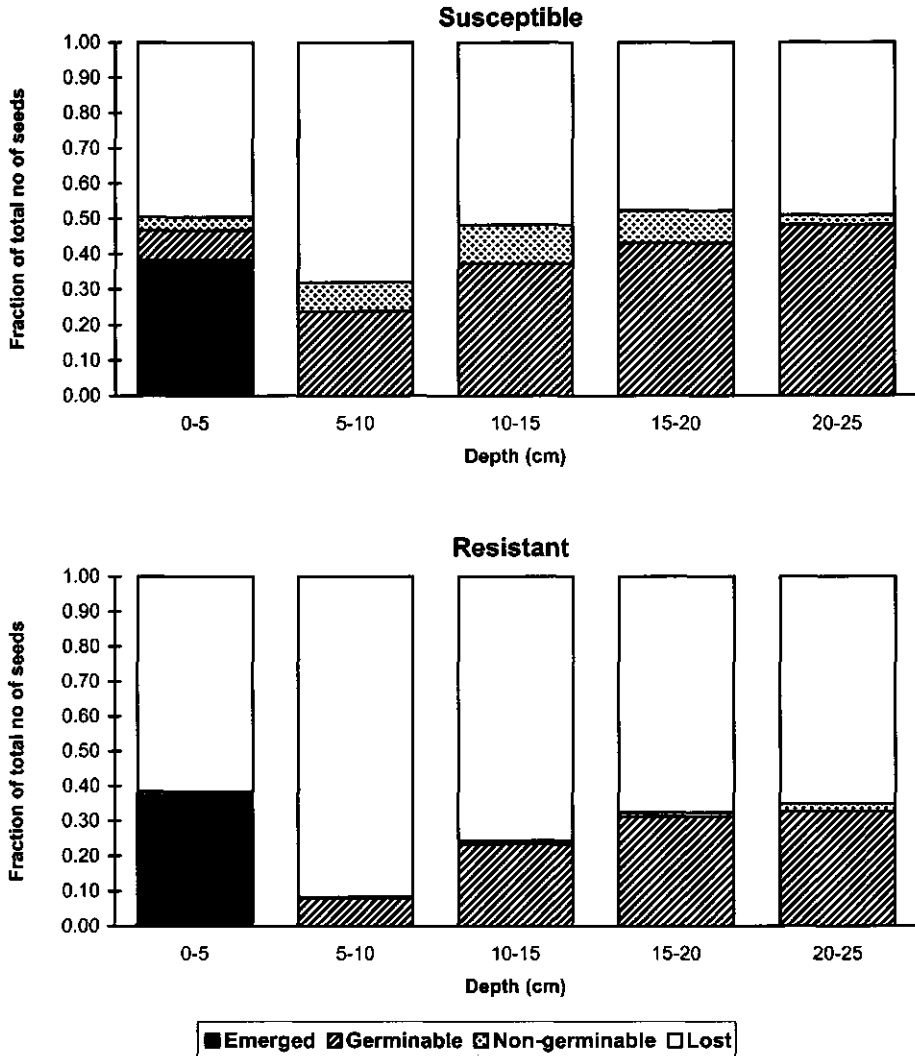 Susceptible
Fraction of total no of seeds
1.00
0.90
0.80
0.70
0.60
0.50
0.40
0.30
0.20
0.10
0.00
0-5 5-10 10-15 15-20 20-25
Depth (cm)
Resistant
Fraction of total no of seeds
1.00
0.90
0.80
0.70
0.60
0.50
0.40
0.30
0.20
0.10
0.00
0-5 5-10 10-15 15-20 20-25
Depth (cm)
Emerged Germinable Non-germinable Lost